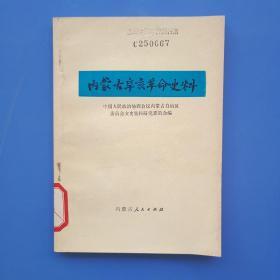 C250667
内蒙古辛亥革命史料
中国人民政治协商会议内蒙古自治区
委员会文史资料研究委员会编
内蒙古人民出版社